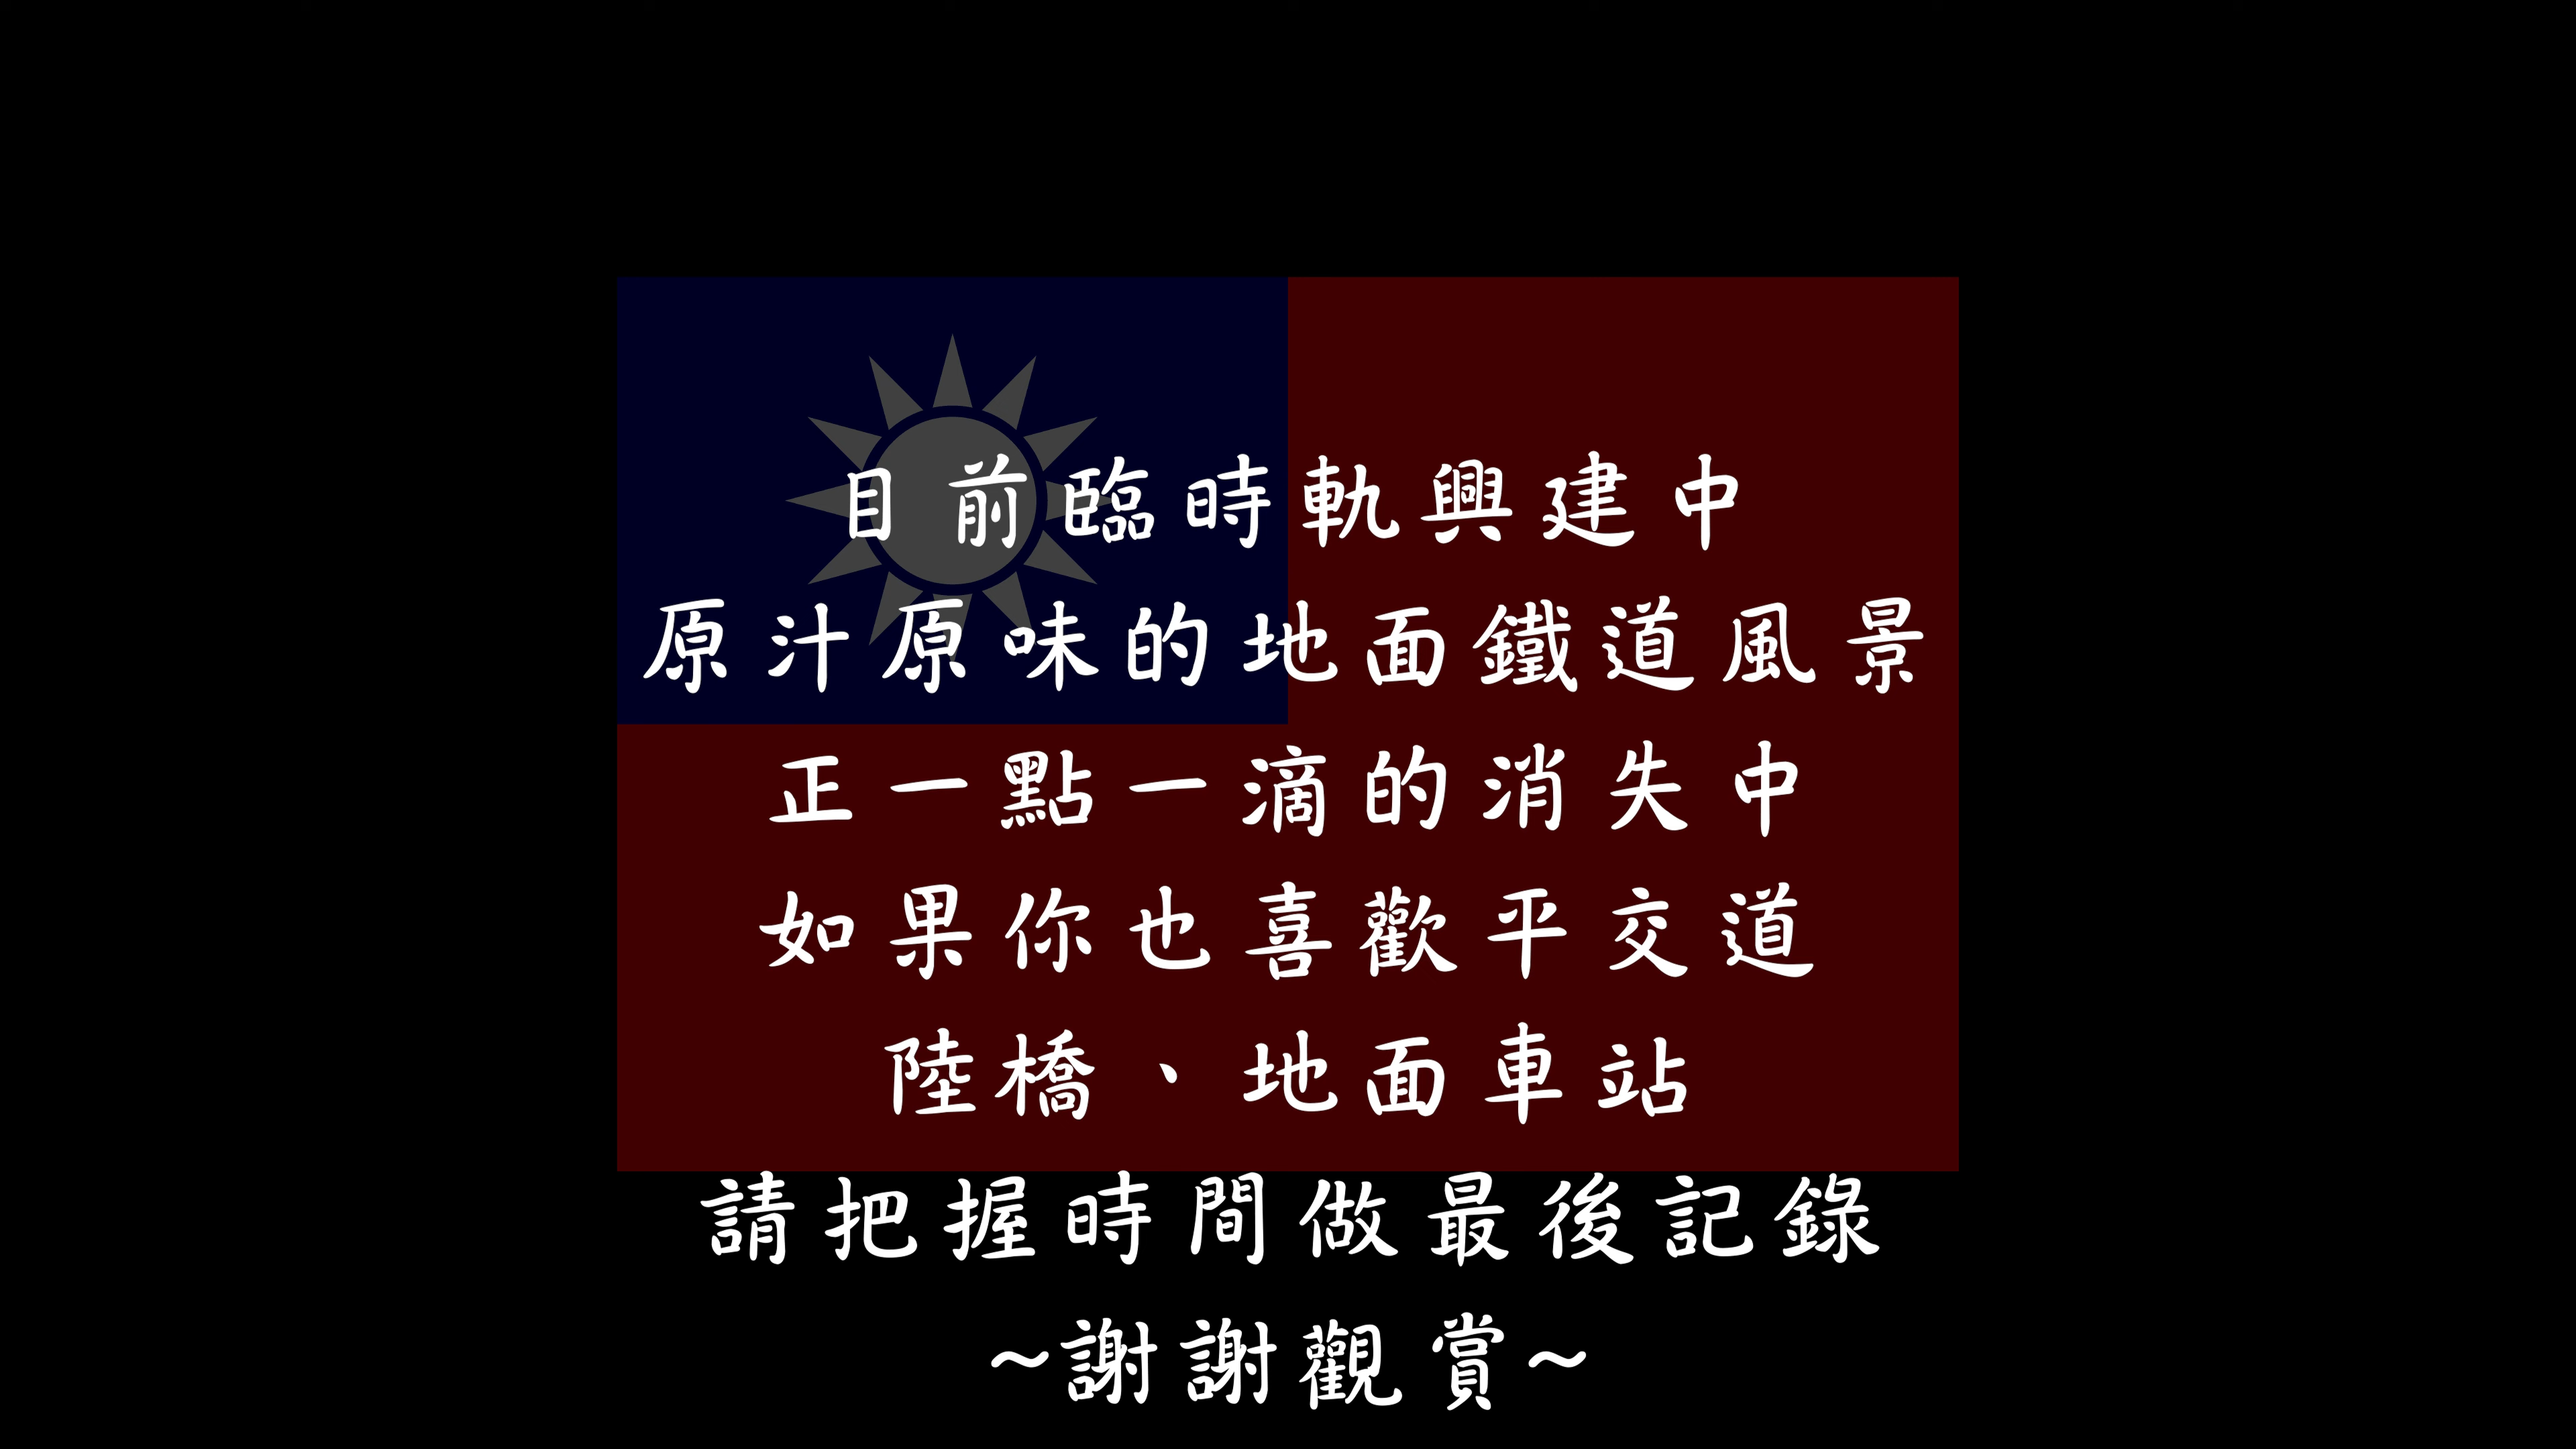 目前臨時軌興建中
原汁原味的地面鐵道風景
正一點一滴的消失中
如果你也喜歡平交道
陸橋、地面車站
請把握時間做最後記錄
~謝謝觀賞~